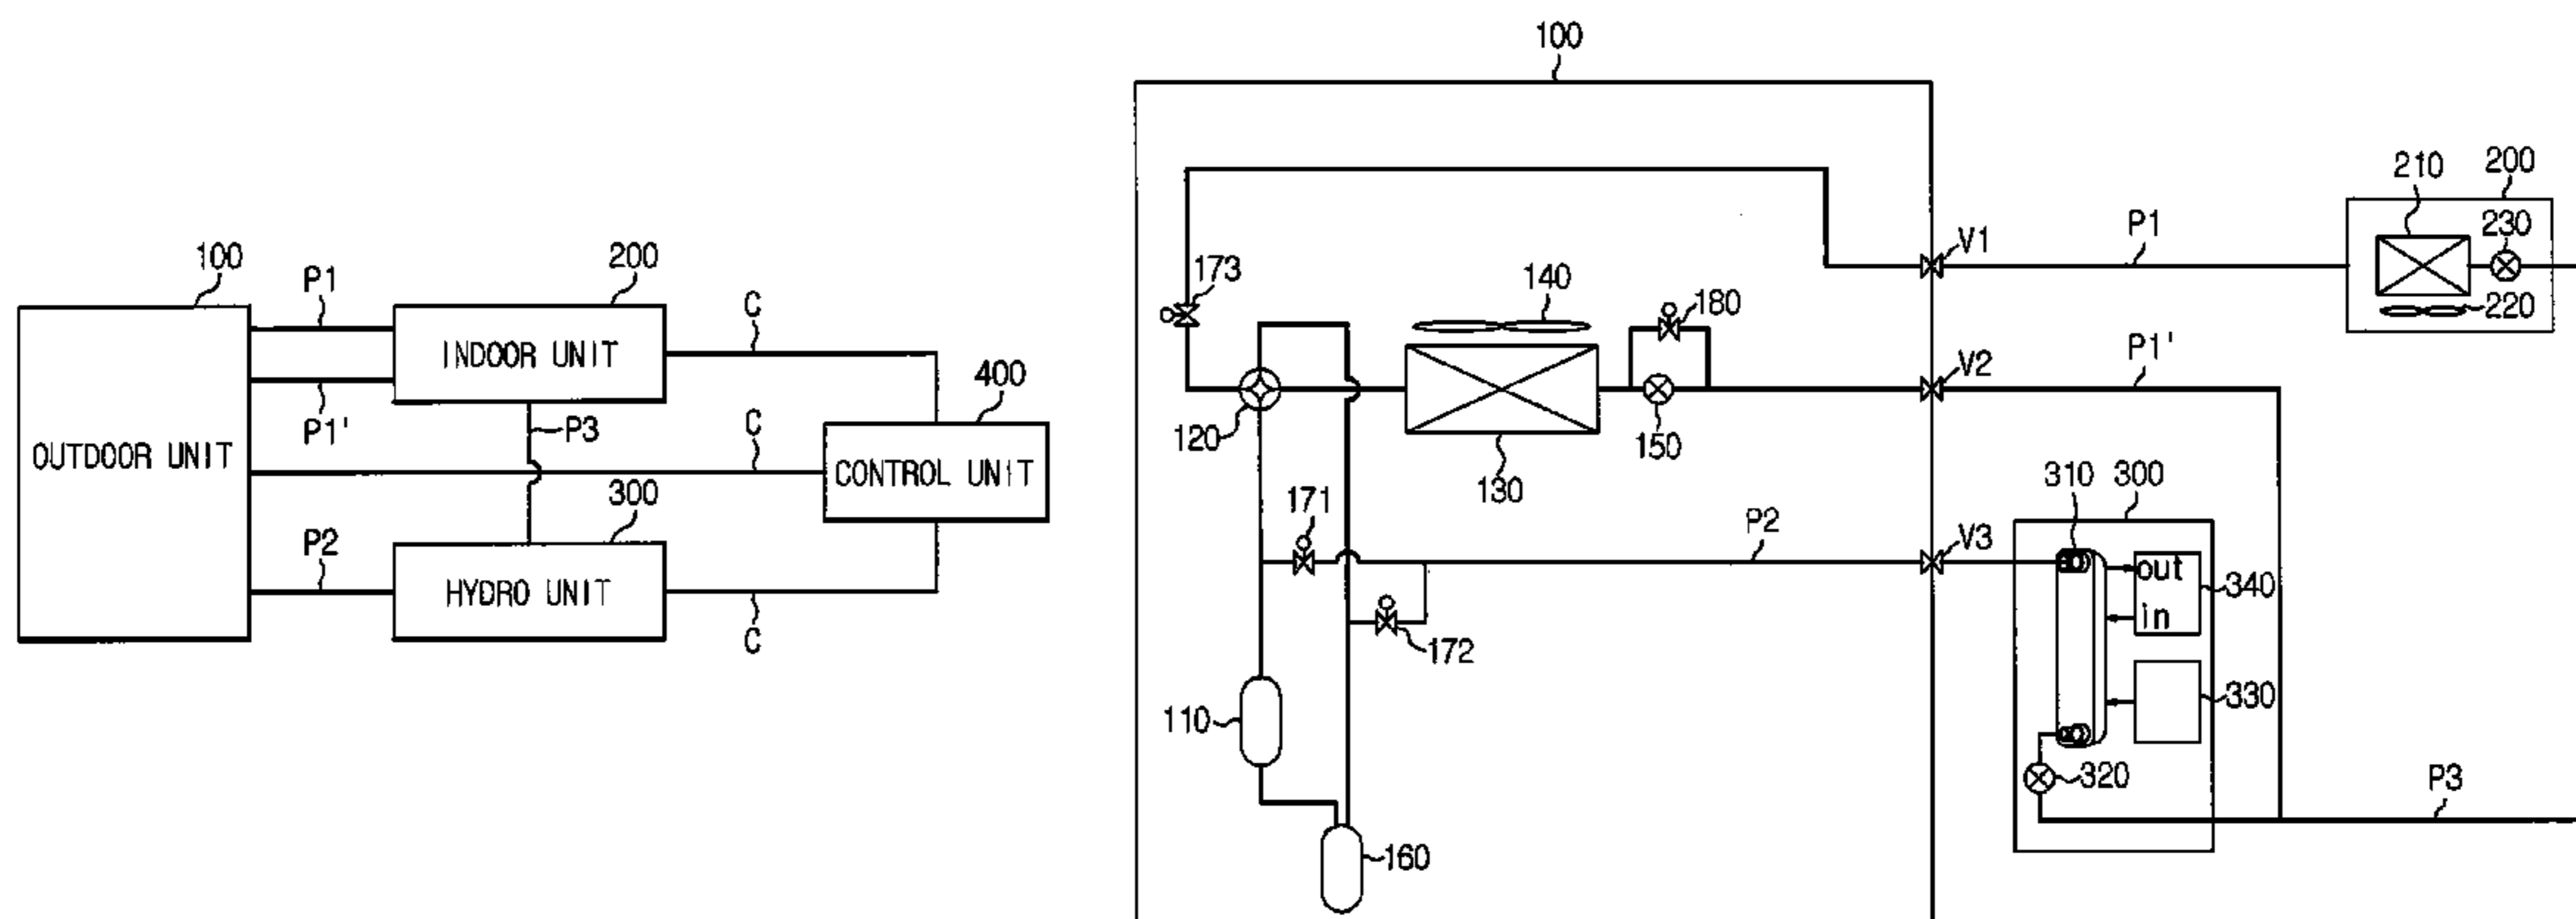 100
P1
P1'
200
INDOOR UNIT
C
400
OUTDOOR UNIT
P3
C
CONTROL UNIT
300
P2
HYDRO UNIT
C
100
173
140
180
V1
P1
210
200
230
220
120
130
150
V2
P1'
171
P2
V3
310
300
out
340
in
172
110
330
320
P3
160